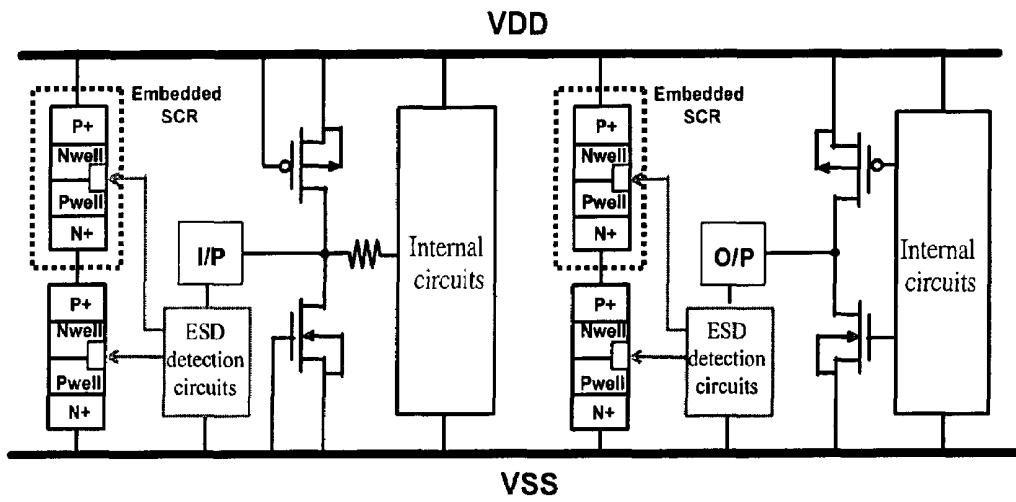 VDD
Embedded
SCR
P+
Nwell
Pwell
N+
P+
Nwell
Pwell
N+
I/P
ESD
detection
circuits
Internal
circuits
Embedded
SCR
P+
Nwell
Pwell
N+
P+
Nwell
Pwell
N+
O/P
ESD
detection
circuits
Internal
circuits
VSS